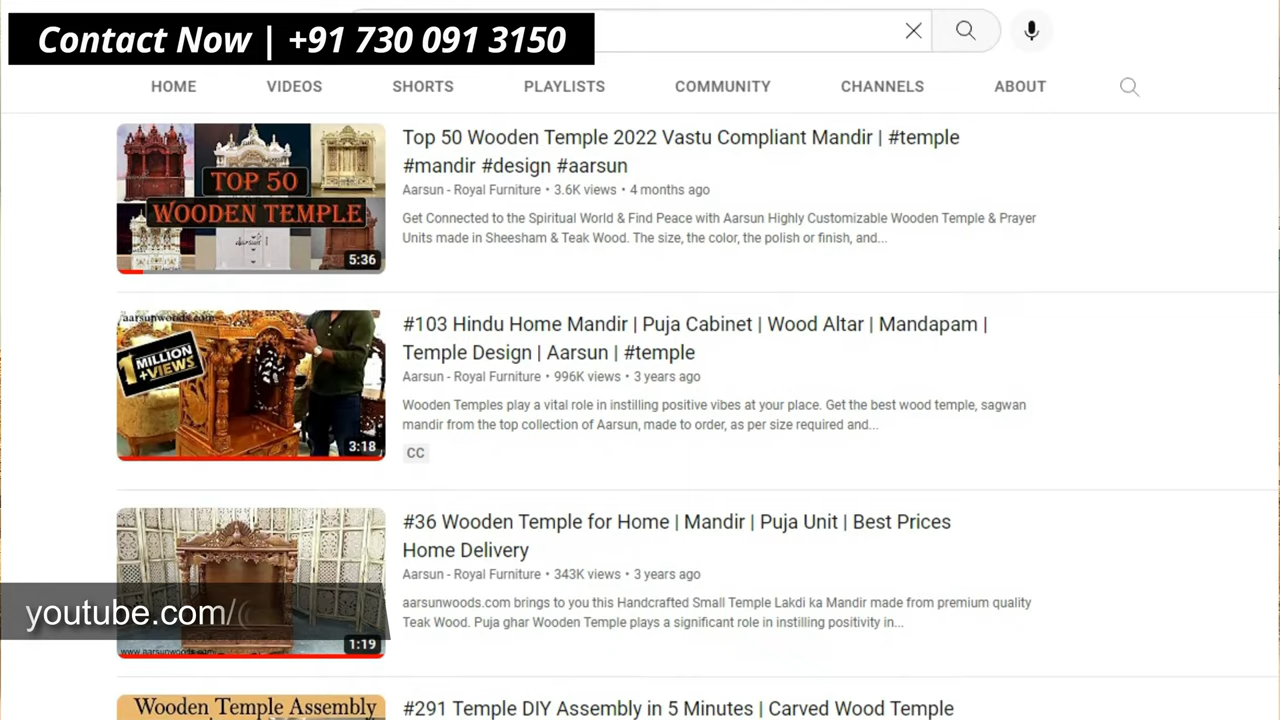 Contact Now | +91 730 091 3150
HOME VIDEOS SHORTS PLAYLISTS COMMUNITY CHANNELS ABOUT
TOP 50
WOODEN TEMPLE
aarsun
5:36
Top 50 Wooden Temple 2022 Vastu Compliant Mandir | #temple
#mandir #design #aarsun
Aarsun - Royal Furniture • 3.6K views • 4 months ago
Get Connected to the Spiritual World & Find Peace with Aarsun Highly Customizable Wooden Temple & Prayer
Units made in Sheesham & Teak Wood. The size, the color, the polish or finish, and...
aarsunwoods.com
1 MILLION
+VIEWS
3:18
#103 Hindu Home Mandir | Puja Cabinet | Wood Altar | Mandapam |
Temple Design | Aarsun | #temple
Aarsun - Royal Furniture • 996K views • 3 years ago
Wooden Temples play a vital role in instilling positive vibes at your place. Get the best wood temple, sagwan
mandir from the top collection of Aarsun, made to order, as per size required and...
CC
#36 Wooden Temple for Home | Mandir | Puja Unit | Best Prices
Home Delivery
Aarsun - Royal Furniture • 343K views • 3 years ago
aarsunwoods.com brings to you this Handcrafted Small Temple Lakdi ka Mandir made from premium quality
Teak Wood. Puja ghar Wooden Temple plays a significant role in instilling positivity in...
youtube.com/@
1:19
www.aarsunwoods.com
Wooden Temple Assembly
#291 Temple DIY Assembly in 5 Minutes | Carved Wood Temple